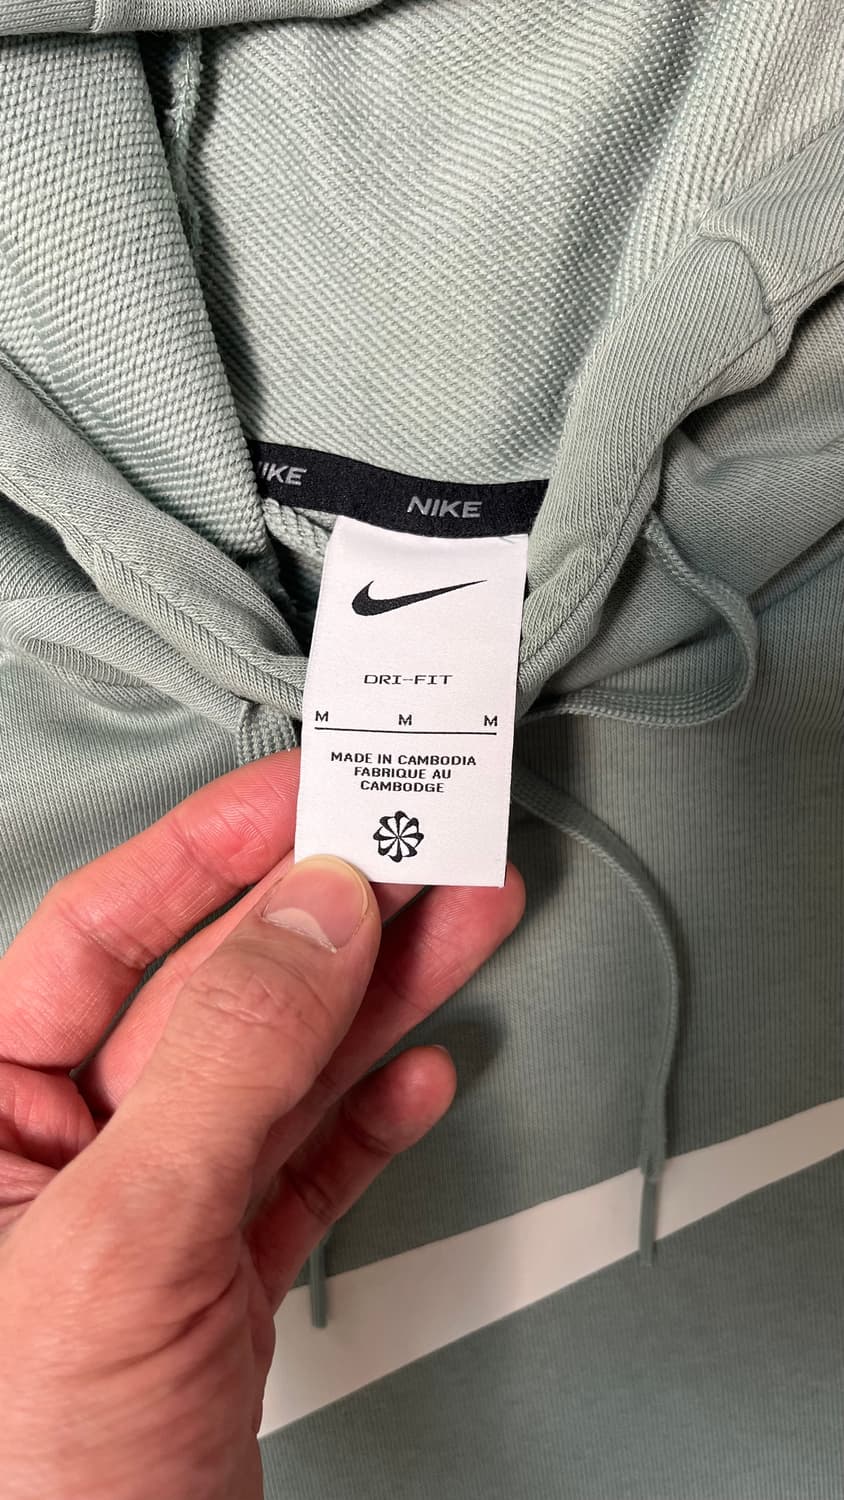 NIKE NIKE
DRI-FIT
M M M
MADE IN CAMBODIA
FABRIQUE AU
CAMBODGE